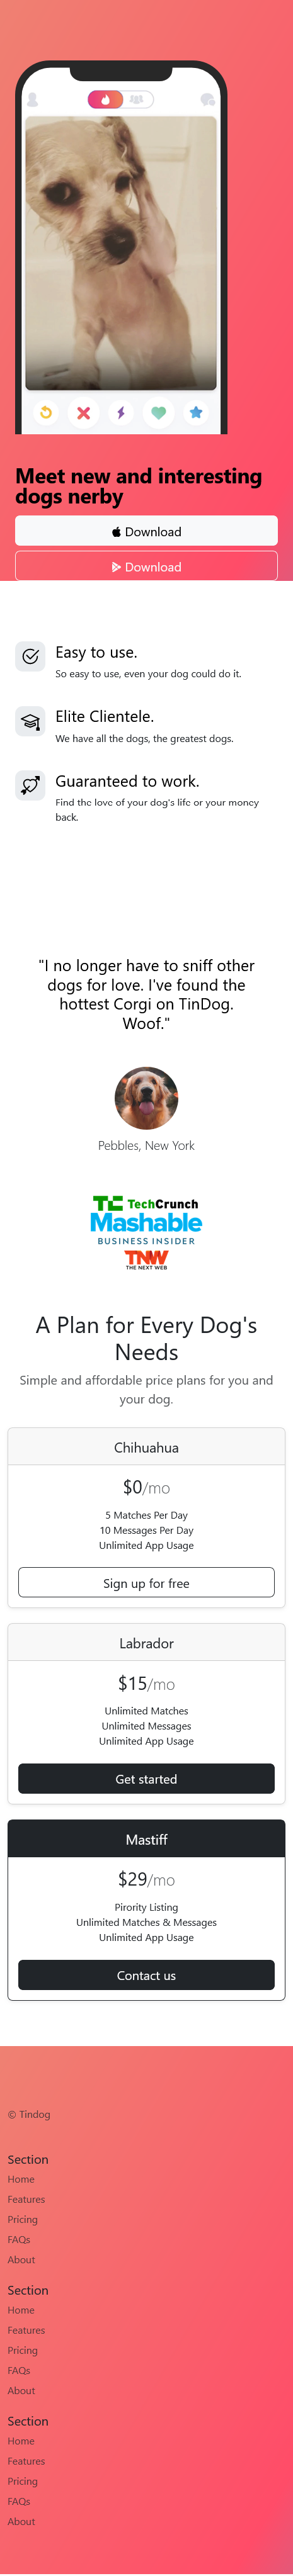 Meet new and interesting
dogs nerby
Download
Download
Easy to use.
So easy to use, even your dog could do it.
Elite Clientele.
We have all the dogs, the greatest dogs.
Guaranteed to work.
Find the love of your dog's life or your money
back.
"I no longer have to sniff other
dogs for love. I've found the
hottest Corgi on TinDog.
Woof."
Pebbles, New York
TC TechCrunch
Mashable
BUSINESS INSIDER
TNW
THE NEXT WEB
A Plan for Every Dog's
Needs
Simple and affordable price plans for you and
your dog.
Chihuahua
$0/mo
5 Matches Per Day
10 Messages Per Day
Unlimited App Usage
Sign up for free
Labrador
$15/mo
Unlimited Matches
Unlimited Messages
Unlimited App Usage
Get started
Mastiff
$29/mo
Pirority Listing
Unlimited Matches & Messages
Unlimited App Usage
Contact us
© Tindog
Section
Home
Features
Pricing
FAQs
About
Section
Home
Features
Pricing
FAQs
About
Section
Home
Features
Pricing
FAQs
About